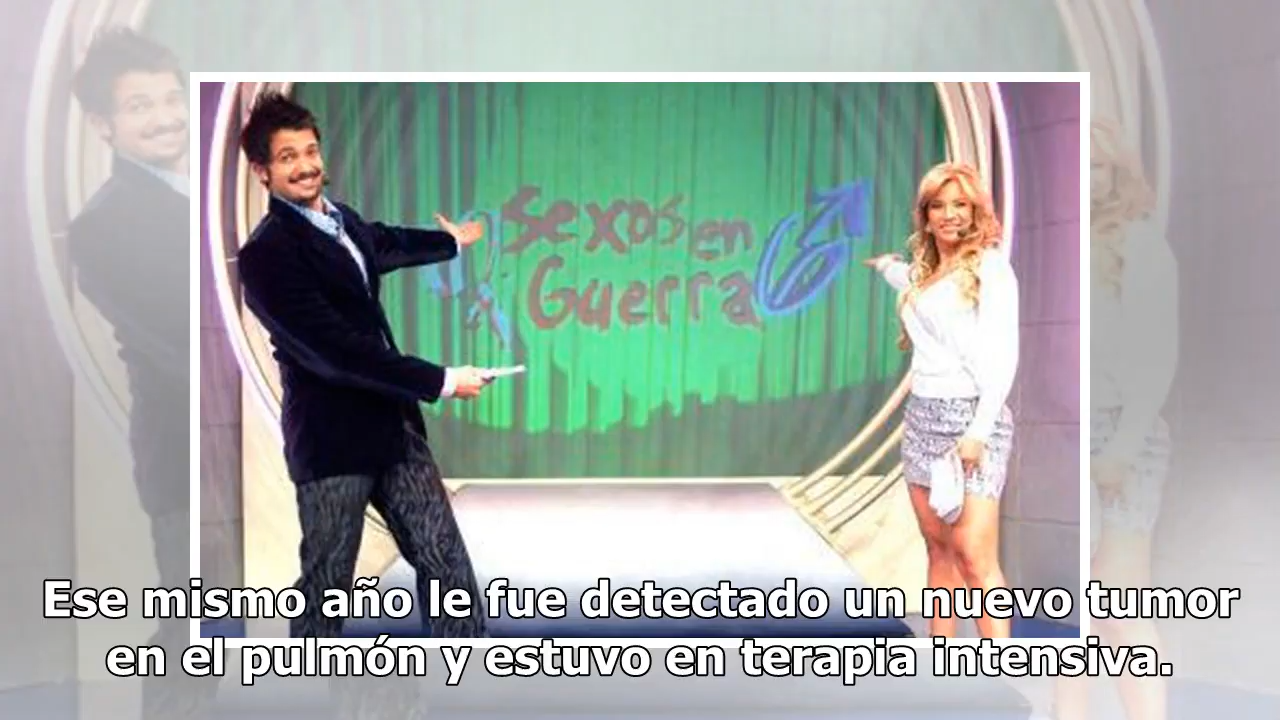 Sexos en
Guerra
Ese mismo año le fue detectado un nuevo tumor
en el pulmón y estuvo en terapia intensiva.